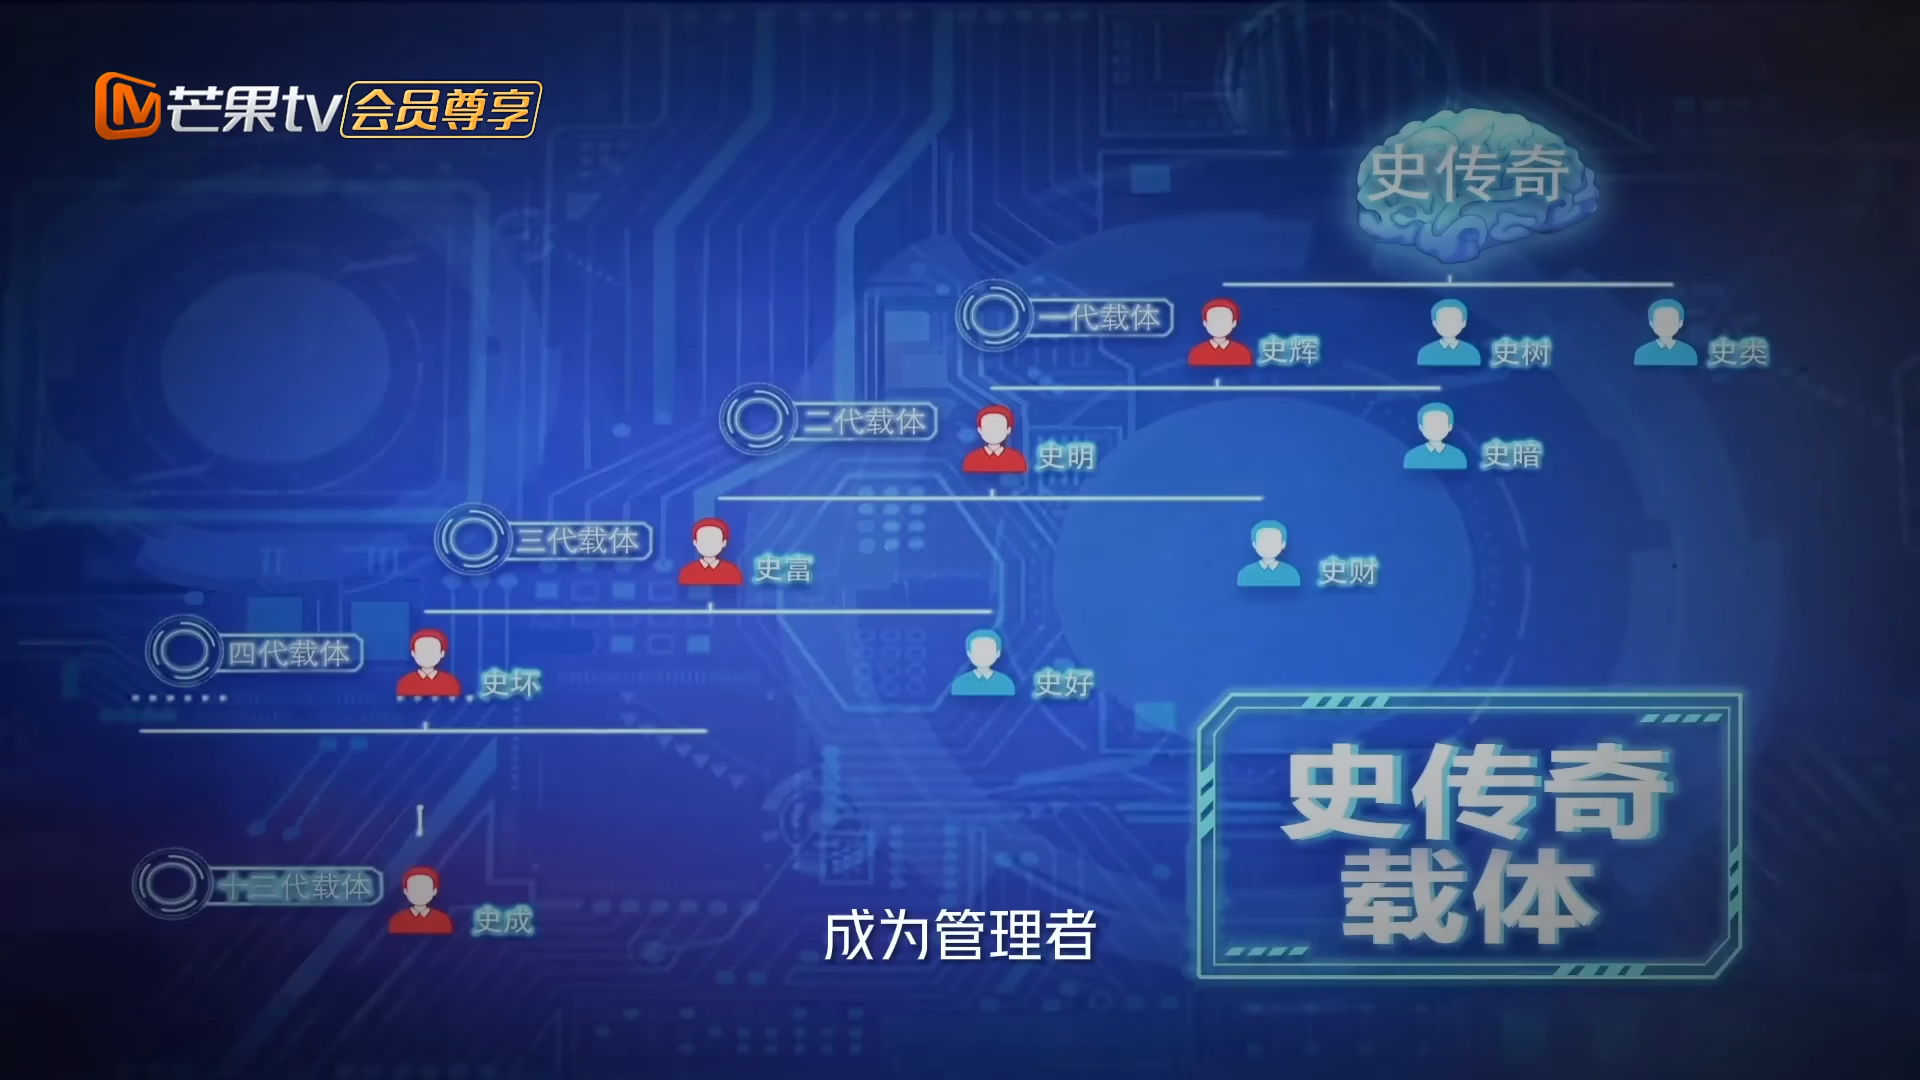 芒果tv会员尊享
史传奇
一代载体 史辉 史树 史类
二代载体 史明 史暗
三代载体 史富 史财
四代载体 史坏 史好
十三代载体 史成
史传奇
载体
成为管理者